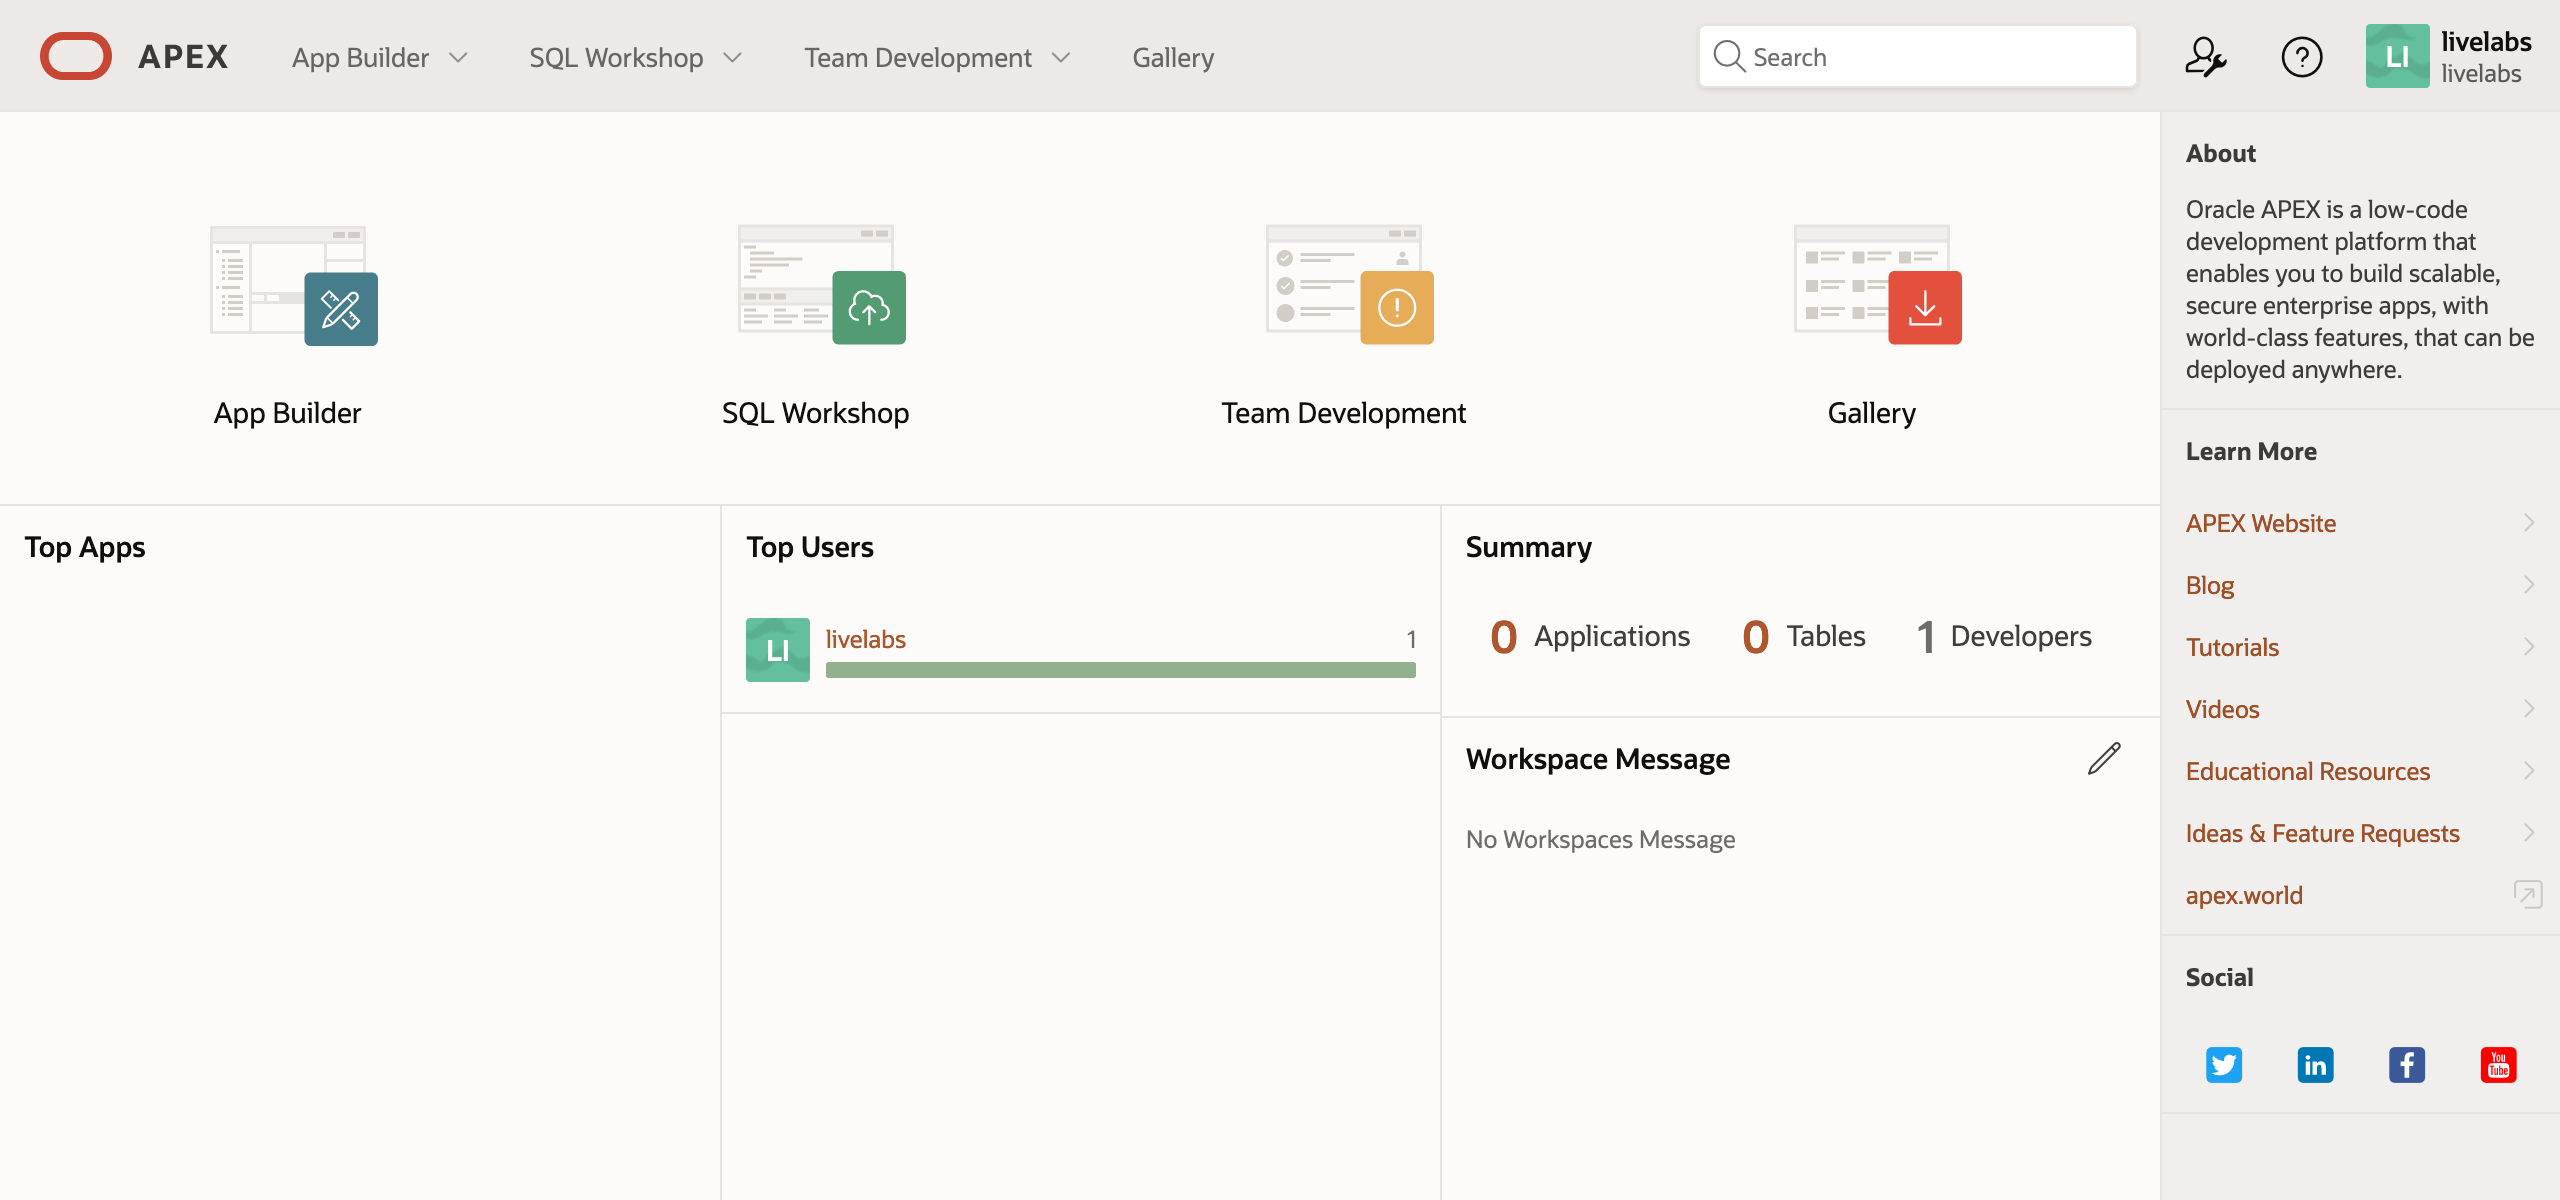 APEX
App Builder
SQL Workshop
Team Development
Gallery
Search
LI
livelabs
livelabs
App Builder
SQL Workshop
Team Development
Gallery
Top Apps
Top Users
LI
livelabs
1
Summary
0 Applications
0 Tables
1 Developers
Workspace Message
No Workspaces Message
About
Oracle APEX is a low-code
development platform that
enables you to build scalable,
secure enterprise apps, with
world-class features, that can be
deployed anywhere.
Learn More
APEX Website
Blog
Tutorials
Videos
Educational Resources
Ideas & Feature Requests
apex.world
Social
in
You
Tube